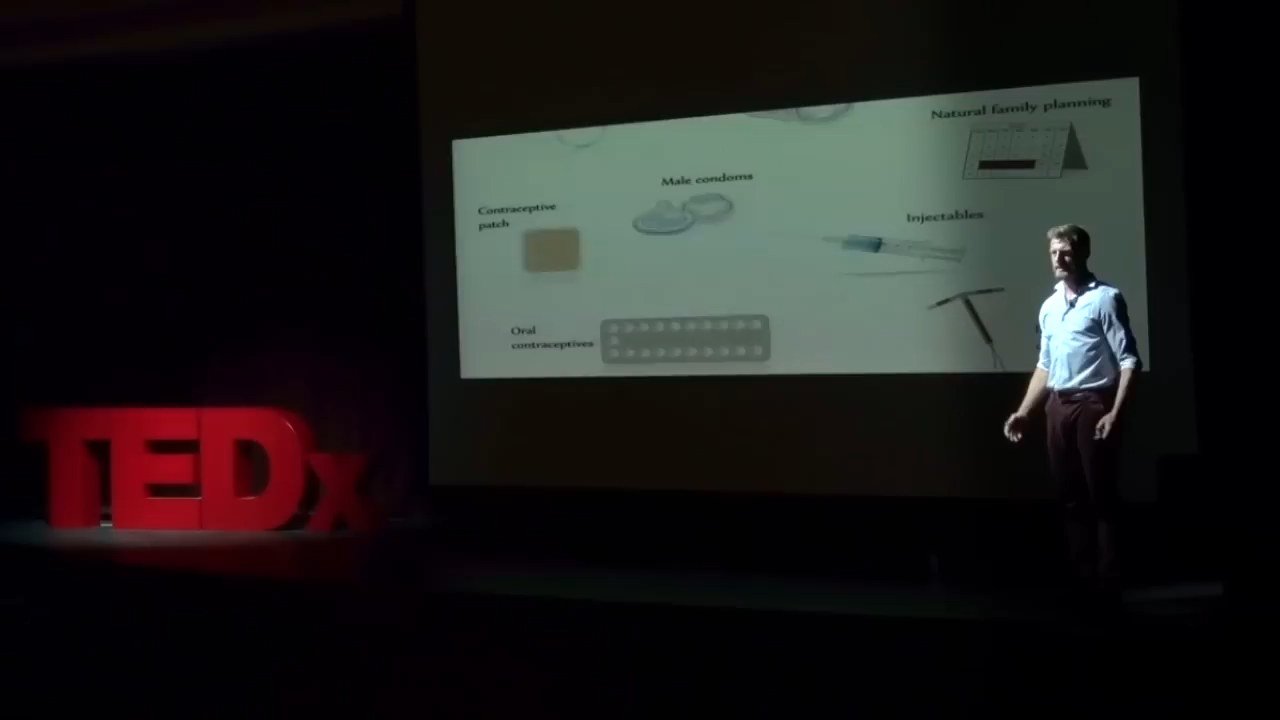 Natural family planning
Male condoms
Contraceptive
patch
Injectables
Oral
contraceptives
TEDx